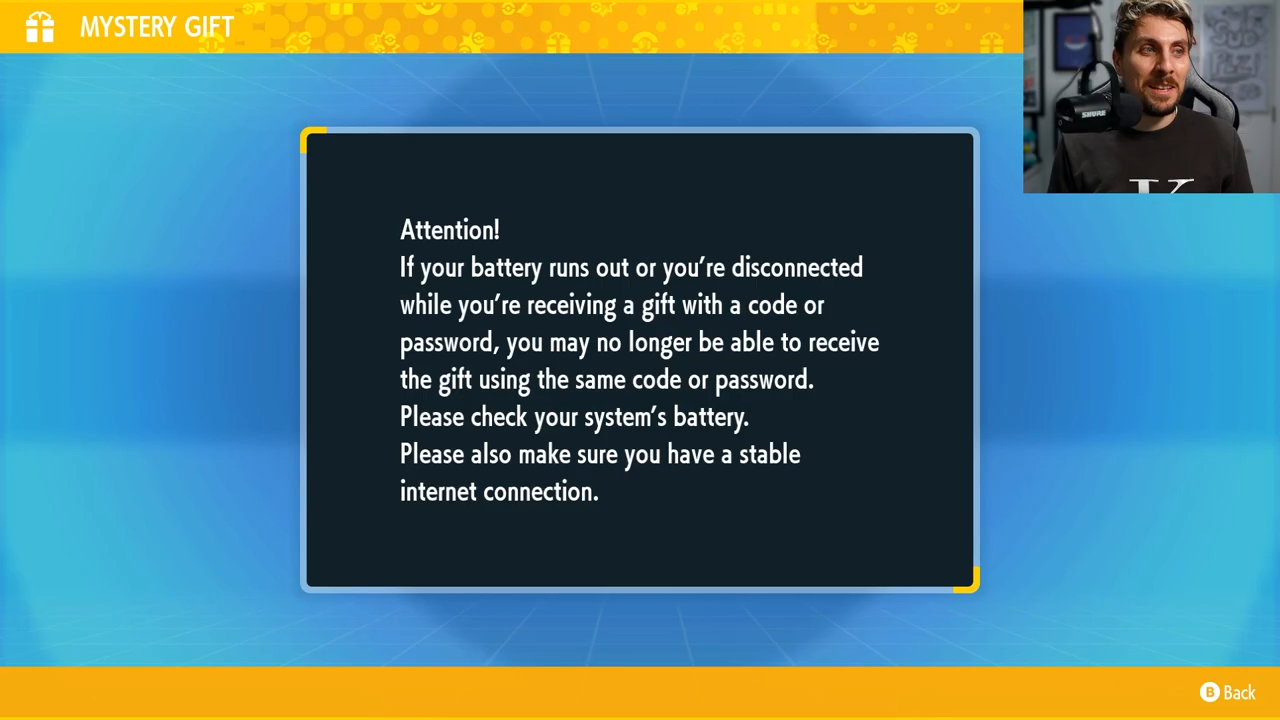 MYSTERY GIFT
SHURE
K
Attention!
If your battery runs out or you're disconnected
while you're receiving a gift with a code or
password, you may no longer be able to receive
the gift using the same code or password.
Please check your system's battery.
Please also make sure you have a stable
internet connection.
B Back